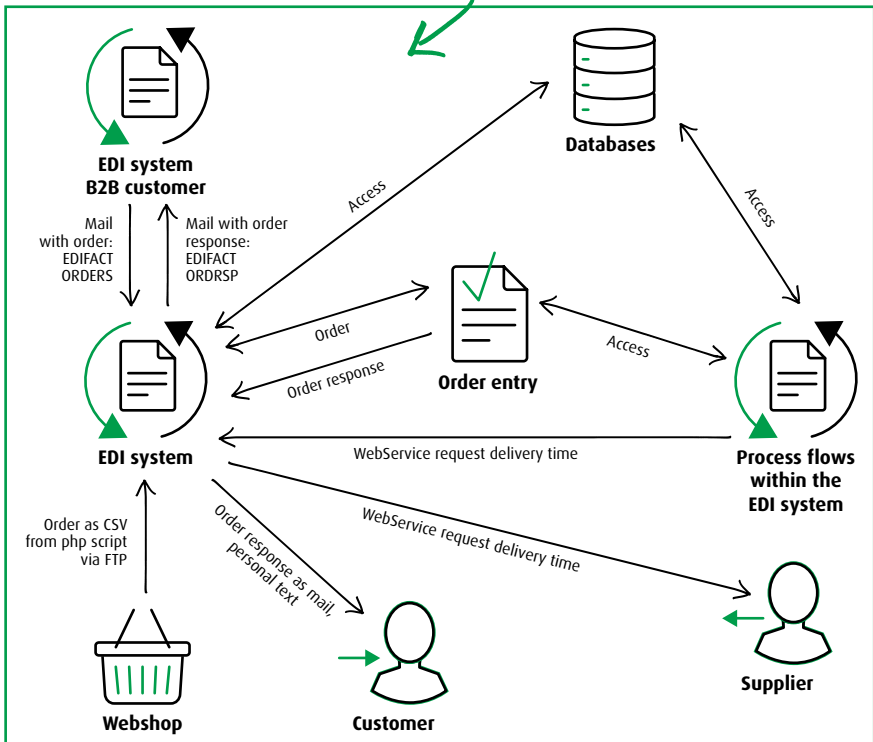 Databases
EDI system
B2B customer
Access
Access
Mail
with order:
EDIFACT
ORDERS
Mail with order
response:
EDIFACT
ORDRSP
Order
Order response
Order entry
Access
EDI system
WebService request delivery time
Process flows
within the
EDI system
Order as CSV
from php script
via FTP
Order response as mail,
personal text
WebService request delivery time
Webshop
Customer
Supplier